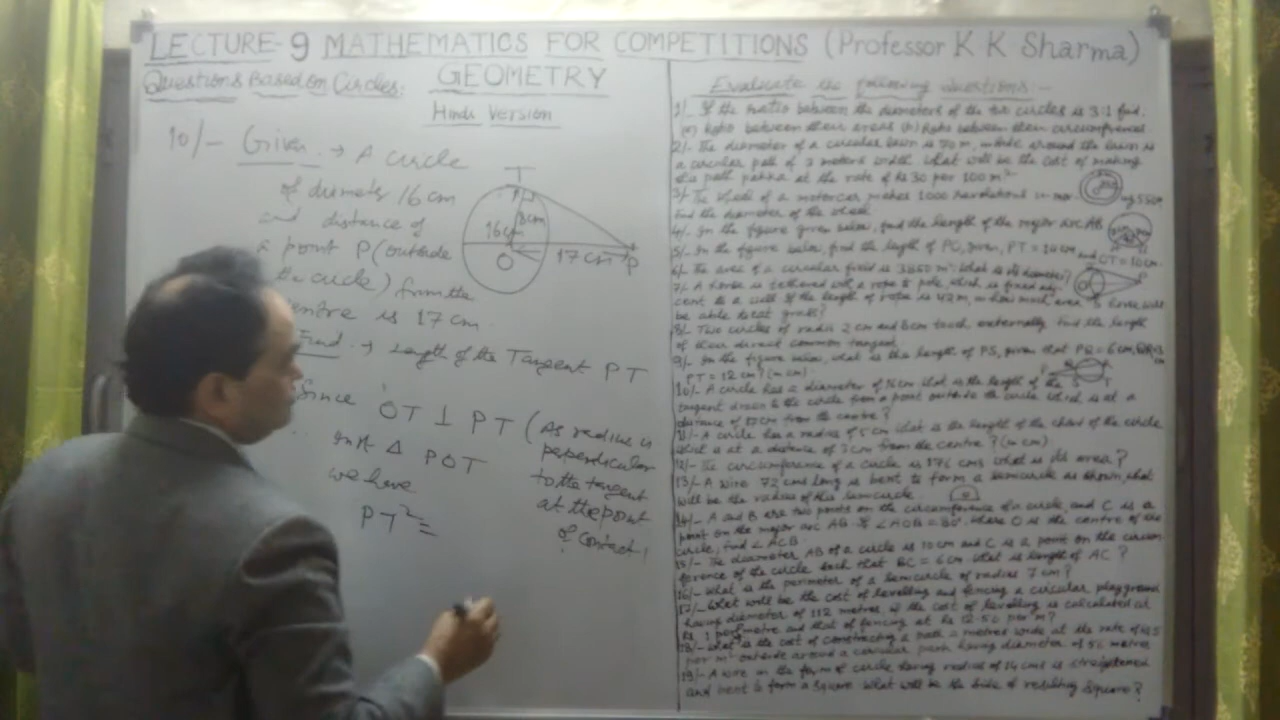 LECTURE-9 MATHEMATICS FOR COMPETITIONS (Professor K K Sharma)
Questions Based on Circles:
GEOMETRY
Hindi Version
10/- Given → A circle
of diameter 16 cm
and distance of
a point P (outside
the circle) from the
centre is 17 cm.
Find → Length of the Tangent PT
T
8cm
16cm
O
17 cm
P
Since OT ⊥ PT (As radius is
perpendicular
to the tangent
at the point
of contact)
In rt Δ POT
we have
PT² =
Evaluate the following questions:-
1/- If the ratio between the diameters of the two circles is 3:1 find.
(a) Ratio between their areas (b) Ratio between their circumference.
2/- The diameter of a circular lawn is 70 m, outside around the lawn is
a circular path of 7 meters width. What will be the cost of making
this path pakka at the rate of Rs 30 per 100 m²
3/- The wheel of a motorcar makes 1000 revolutions in
Find the diameter of the wheel.
4/- In the figure given below, find the length of the major arc AB
5/- In the figure below, find the length of PO, given, PT = 14 cm and OT = 10cm.
6/- The area of a circular field is 3850 m². What is its diameter?
7/- A horse is tethered with a rope to pole, which is fixed
cent to a wall if the length of rope is 42 m, in how much area horse will
be able to eat grass?
8/- Two circles of radii 2 cm and 8 cm touch externally find the length
of their direct common tangent.
9/- In the figure below, what is the length of PS, given that PQ = 6 cm,
PT = 12 cm? (in cm)
10/- A circle has a diameter of 16 cm what is the length of the
tangent drawn to the circle from a point outside the circle which is at a
distance of 17 cm from the centre?
11/- A circle has a radius of 5 cm what is the length of the chord of the circle
which is at a distance of 3 cm from the centre? (in cm)
12/- The circumference of a circle is 176 cms what is its area?
13/- A wire 72 cms long is bent to form a semicircle as shown, what
will be the radius of this semicircle.
14/- A and B are two points on the circumference of a circle, and C is a
point on the major arc AB. If ∠AOB = 80°, where O is the centre of the
circle, find ∠ACB.
15/- The diameter AB of a circle is 10 cm and C is a point on the circum
ference of the circle such that BC = 6 cm what is length of AC?
16/- What is the perimeter of a semicircle of radius 7 cm?
17/- What will be the cost of levelling and fencing a circular playground
having diameter of 112 metres, if the cost of levelling is calculated at
Rs. 1 per metre and that of fencing at Rs 12.50 per m?
18/- What is the cost of constructing a path metres wide at the rate of Rs 5
per m² outside around a circular park having diameter of 56 metres
19/- A wire in the form of circle having radius of 14 cms is straightened
and bent to form a square what will be the side of resulting square?